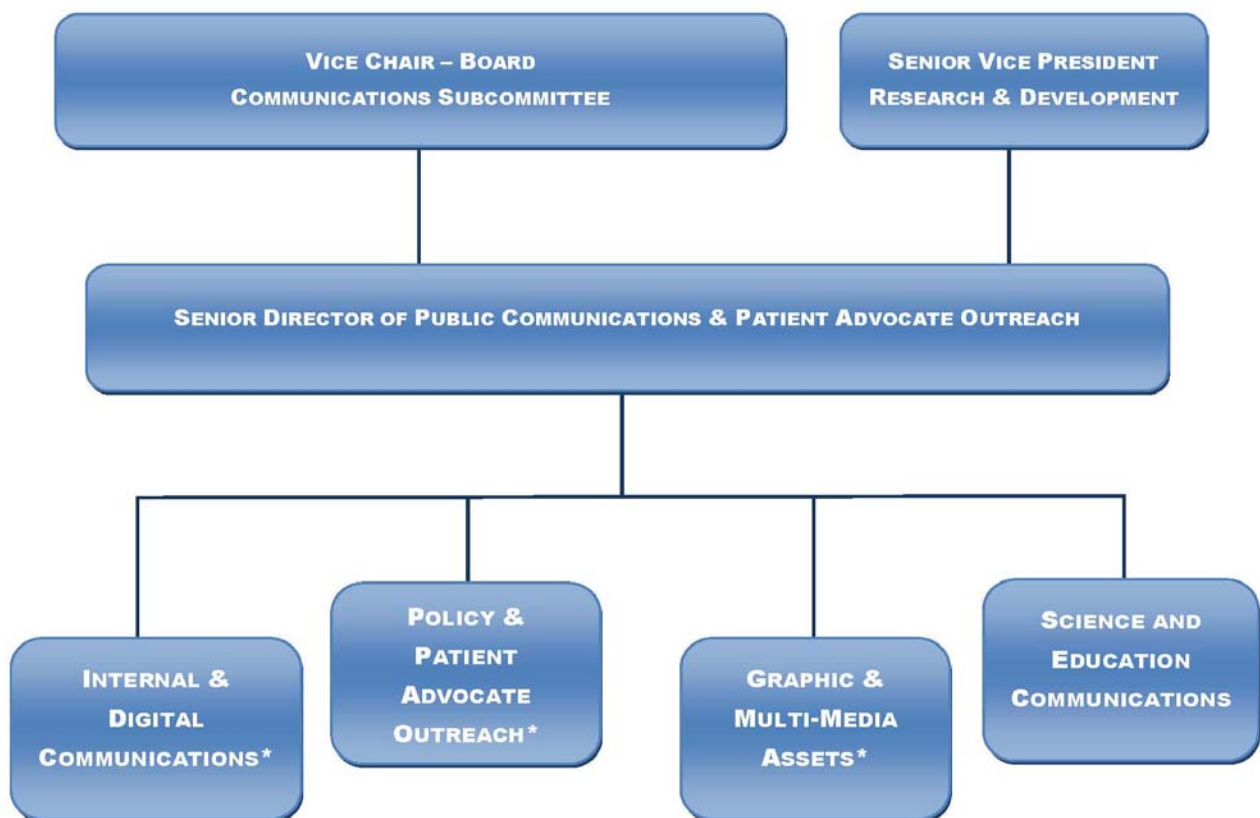 VICE CHAIR – BOARD
COMMUNICATIONS SUBCOMMITTEE
SENIOR VICE PRESIDENT
RESEARCH & DEVELOPMENT
SENIOR DIRECTOR OF PUBLIC COMMUNICATIONS & PATIENT ADVOCATE OUTREACH
INTERNAL &
DIGITAL
COMMUNICATIONS*
POLICY &
PATIENT
ADVOCATE
OUTREACH*
GRAPHIC &
MULTI-MEDIA
ASSETS*
SCIENCE AND
EDUCATION
COMMUNICATIONS